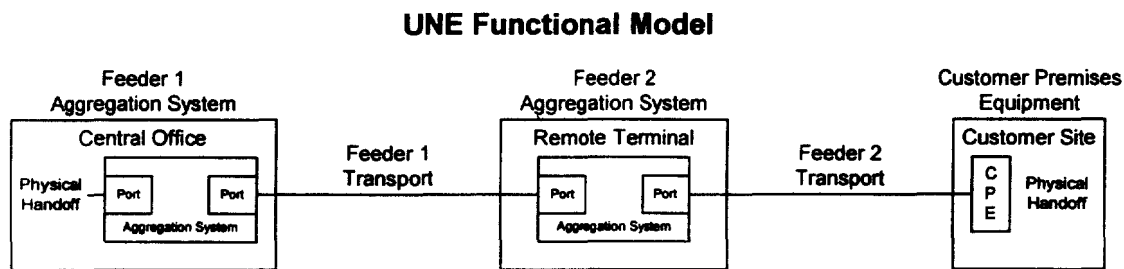 UNE Functional Model
Feeder 1
Aggregation System
Feeder 2
Aggregation System
Customer Premises
Equipment
Central Office
Physical
Handoff
Port
Port
Aggregation System
Feeder 1
Transport
Remote Terminal
Port
Port
Aggregation System
Feeder 2
Transport
Customer Site
C
P
E
Physical
Handoff